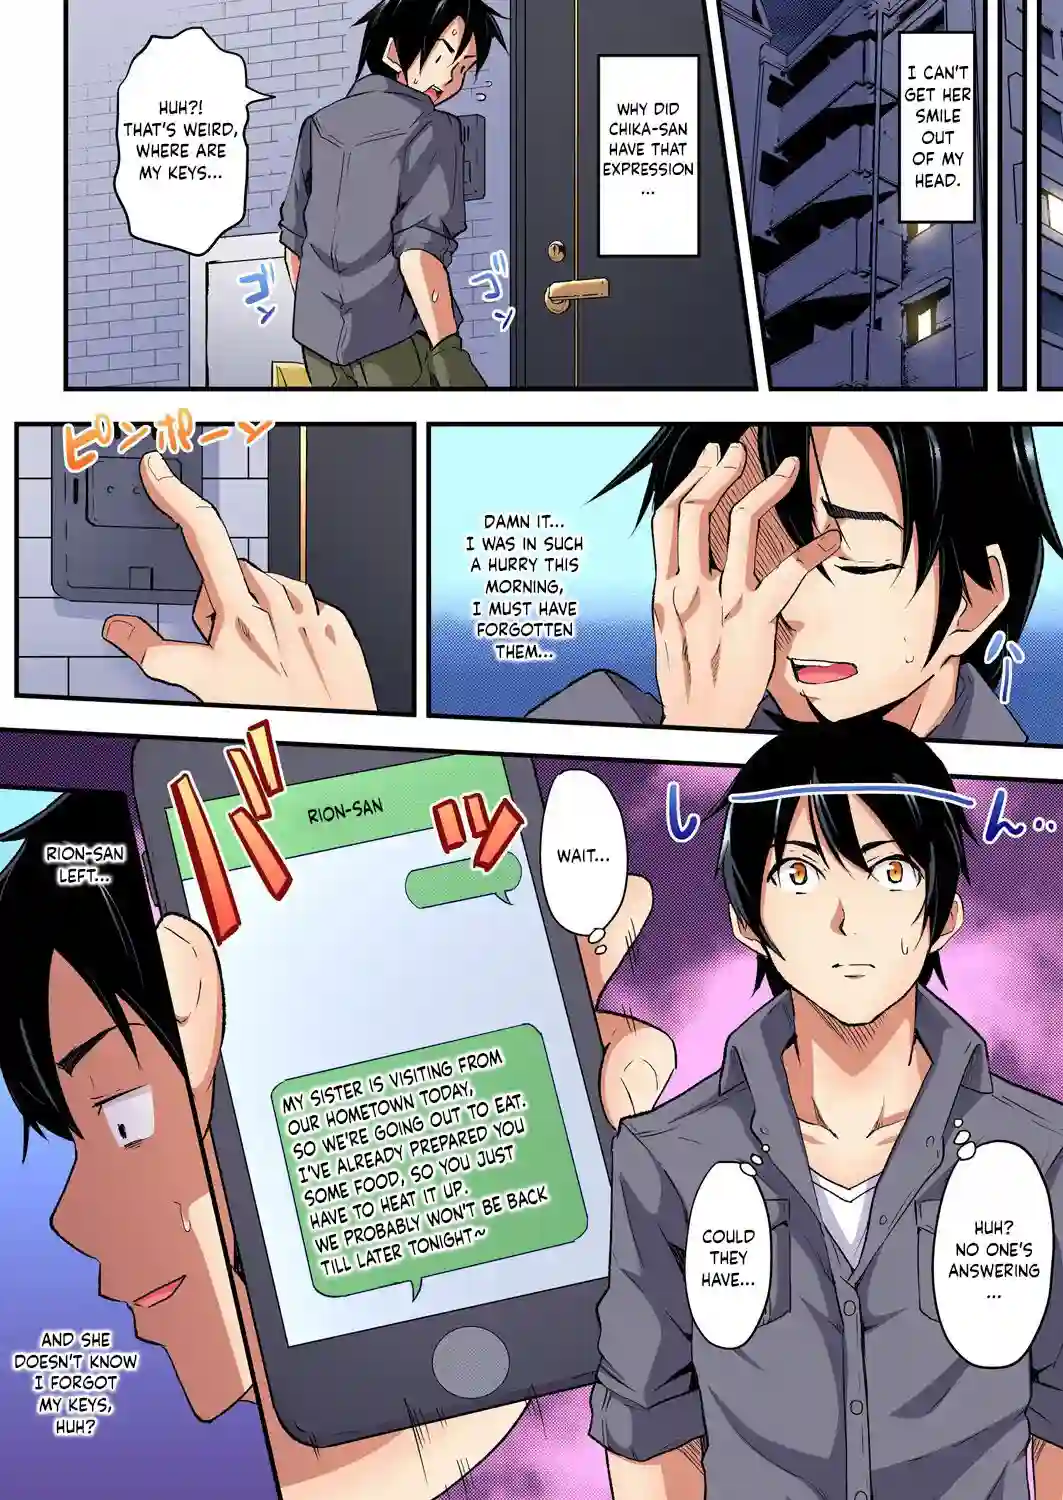 I CAN'T
GET HER
SMILE
OUT
OF MY
HEAD.
WHY DID
CHIKA-SAN
HAVE THAT
EXPRESSION
...
HUH?!
THAT'S WEIRD,
WHERE ARE
MY KEYS...
ゴソ
ゴソ
DAMN IT...
I WAS IN SUCH
A HURRY THIS
MORNING,
I MUST HAVE
FORGOTTEN
THEM...
ハー
ピンポーン
しーん..
HUH?
NO ONE'S
ANSWERING
...
COULD
THEY
HAVE...
WAIT...
バッ
RION-SAN
MY SISTER IS VISITING FROM
OUR HOMETOWN TODAY,
SO WE'RE GOING OUT TO EAT.
I'VE ALREADY PREPARED YOU
SOME FOOD, SO YOU JUST
HAVE TO HEAT IT UP.
WE PROBABLY WON'T BE BACK
TILL LATER TONIGHT~
RION-SAN
LEFT...
AND SHE
DOESN'T KNOW
I FORGOT
MY KEYS,
HUH?